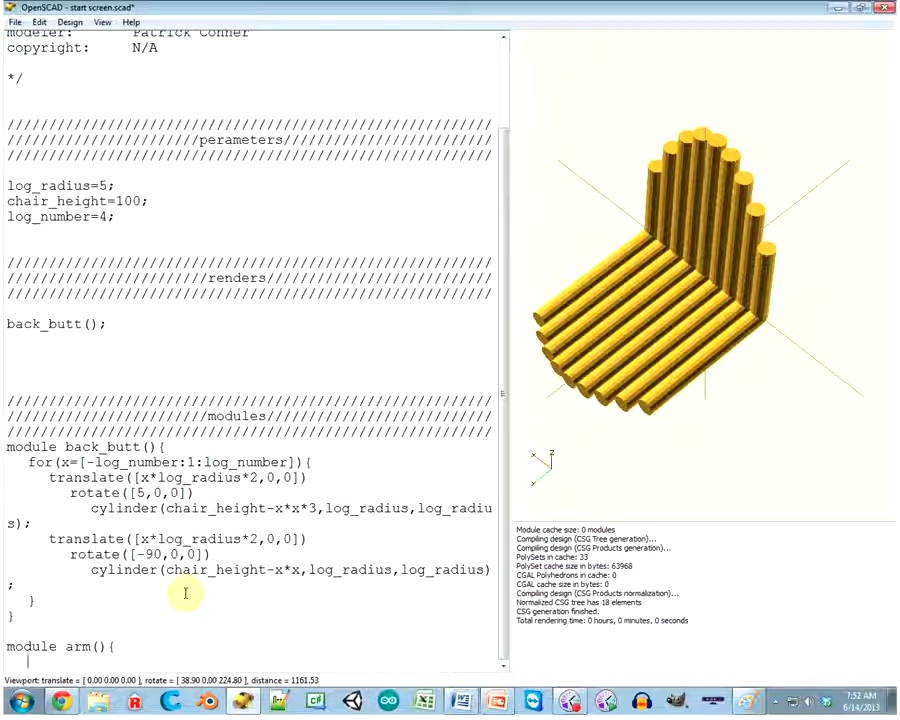 OpenSCAD - start screen.scad*
File Edit Design View Help
modeler: Patrick Conner
copyright: N/A
*/
//////////////////////////////////////////////////////////
///////////////////////perameters/////////////////////////
//////////////////////////////////////////////////////////
log_radius=5;
chair_height=100;
log_number=4;
//////////////////////////////////////////////////////////
////////////////////////renders///////////////////////////
//////////////////////////////////////////////////////////
back_butt();
//////////////////////////////////////////////////////////
////////////////////////modules///////////////////////////
//////////////////////////////////////////////////////////
module back_butt(){
for(x=[-log_number:1:log_number]){
translate([x*log_radius*2,0,0])
rotate([5,0,0])
cylinder(chair_height-x*x*3,log_radius,log_radiu
s);
translate([x*log_radius*2,0,0])
rotate([-90,0,0])
cylinder(chair_height-x*x,log_radius,log_radius)
;
}
}
module arm(){
x
z
y
Module cache size: 0 modules
Compiling design (CSG Tree generation)...
Compiling design (CSG Products generation)...
PolySets in cache: 33
PolySet cache size in bytes: 63968
CGAL Polyhedrons in cache: 0
CGAL cache size in bytes: 0
Compiling design (CSG Products normalization)...
Normalized CSG tree has 18 elements
CSG generation finished.
Total rendering time: 0 hours, 0 minutes, 0 seconds
Viewport: translate = [ 0.00 0.00 0.00 ], rotate = [ 38.90 0.00 224.80 ], distance = 1161.53
7:52 AM
6/14/2013